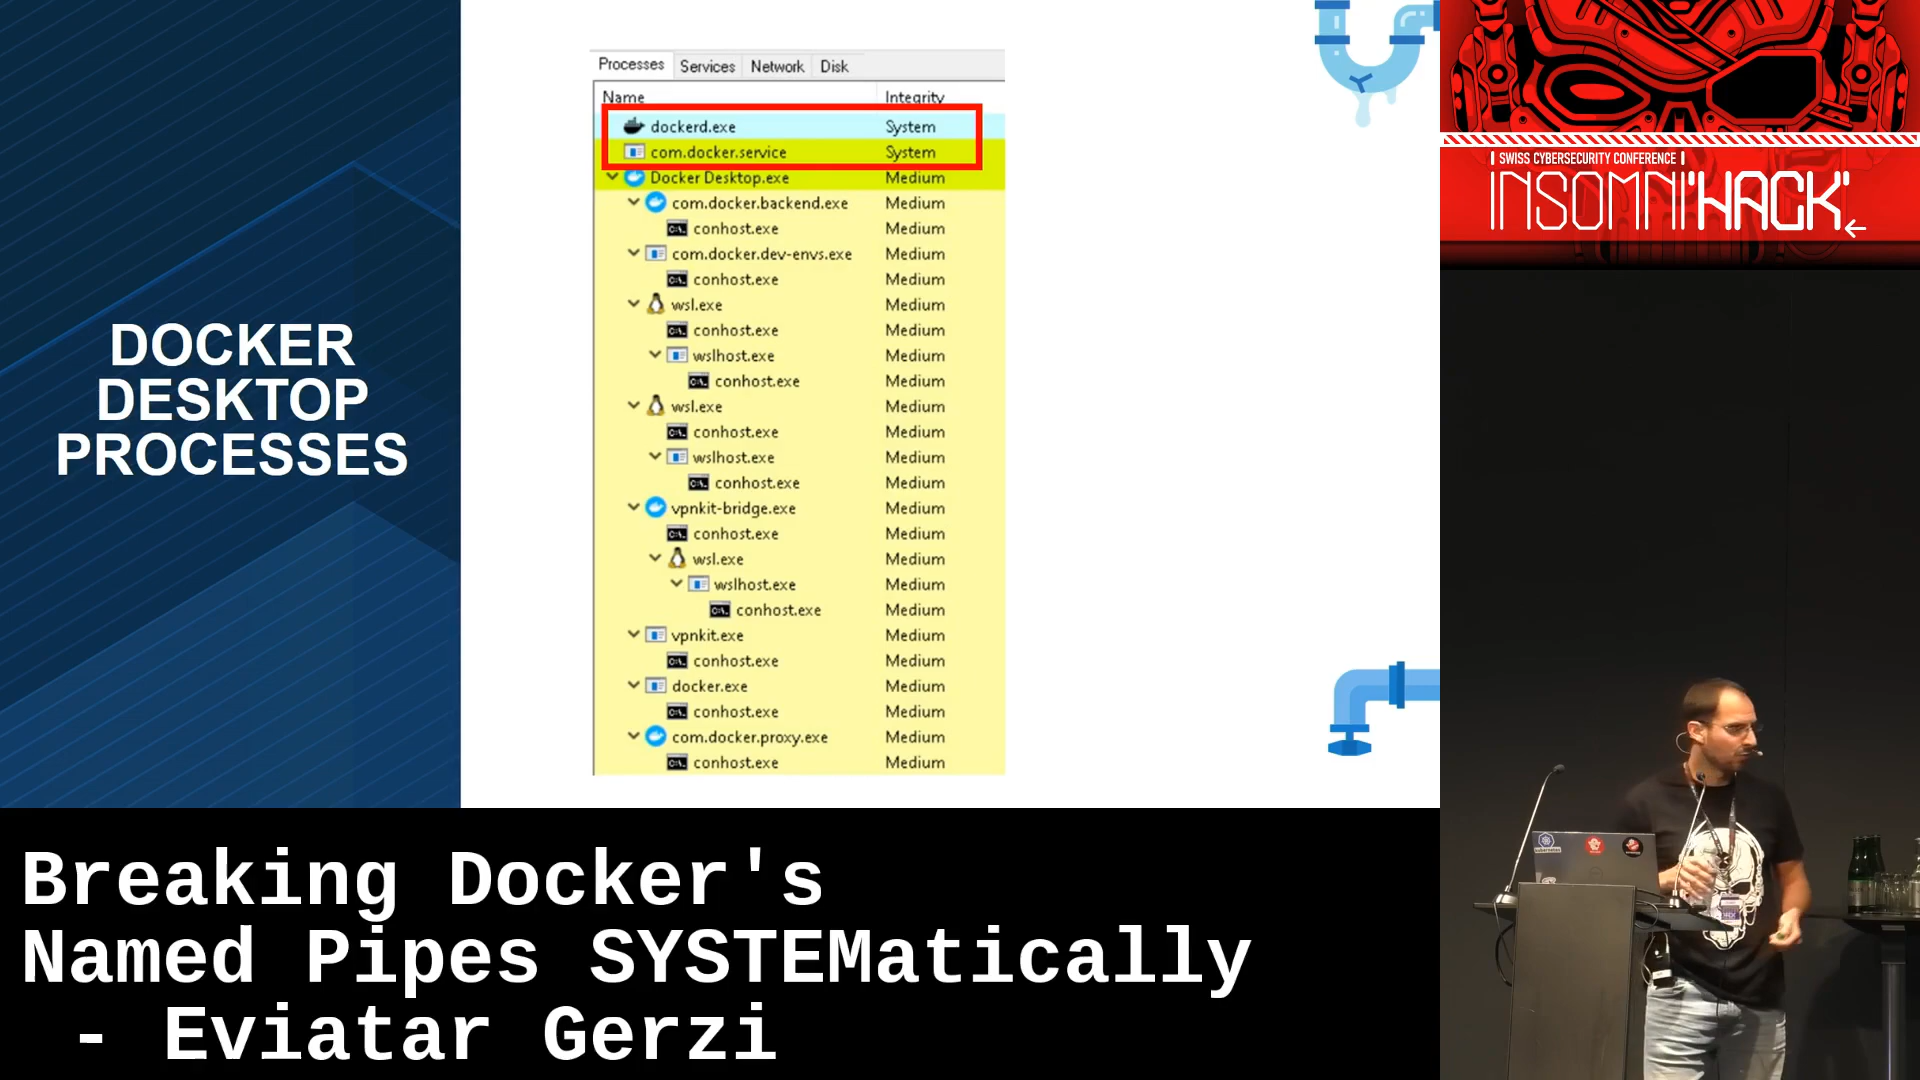 DOCKER
DESKTOP
PROCESSES
Processes Services Network Disk
Name Integrity
dockerd.exe System
com.docker.service System
Docker Desktop.exe Medium
com.docker.backend.exe Medium
conhost.exe Medium
com.docker.dev-envs.exe Medium
conhost.exe Medium
wsl.exe Medium
conhost.exe Medium
wslhost.exe Medium
conhost.exe Medium
wsl.exe Medium
conhost.exe Medium
wslhost.exe Medium
conhost.exe Medium
vpnkit-bridge.exe Medium
conhost.exe Medium
wsl.exe Medium
wslhost.exe Medium
conhost.exe Medium
vpnkit.exe Medium
conhost.exe Medium
docker.exe Medium
conhost.exe Medium
com.docker.proxy.exe Medium
conhost.exe Medium
SWISS CYBERSECURITY CONFERENCE
INSOMNI'HACK
Breaking Docker's
Named Pipes SYSTEMatically
- Eviatar Gerzi